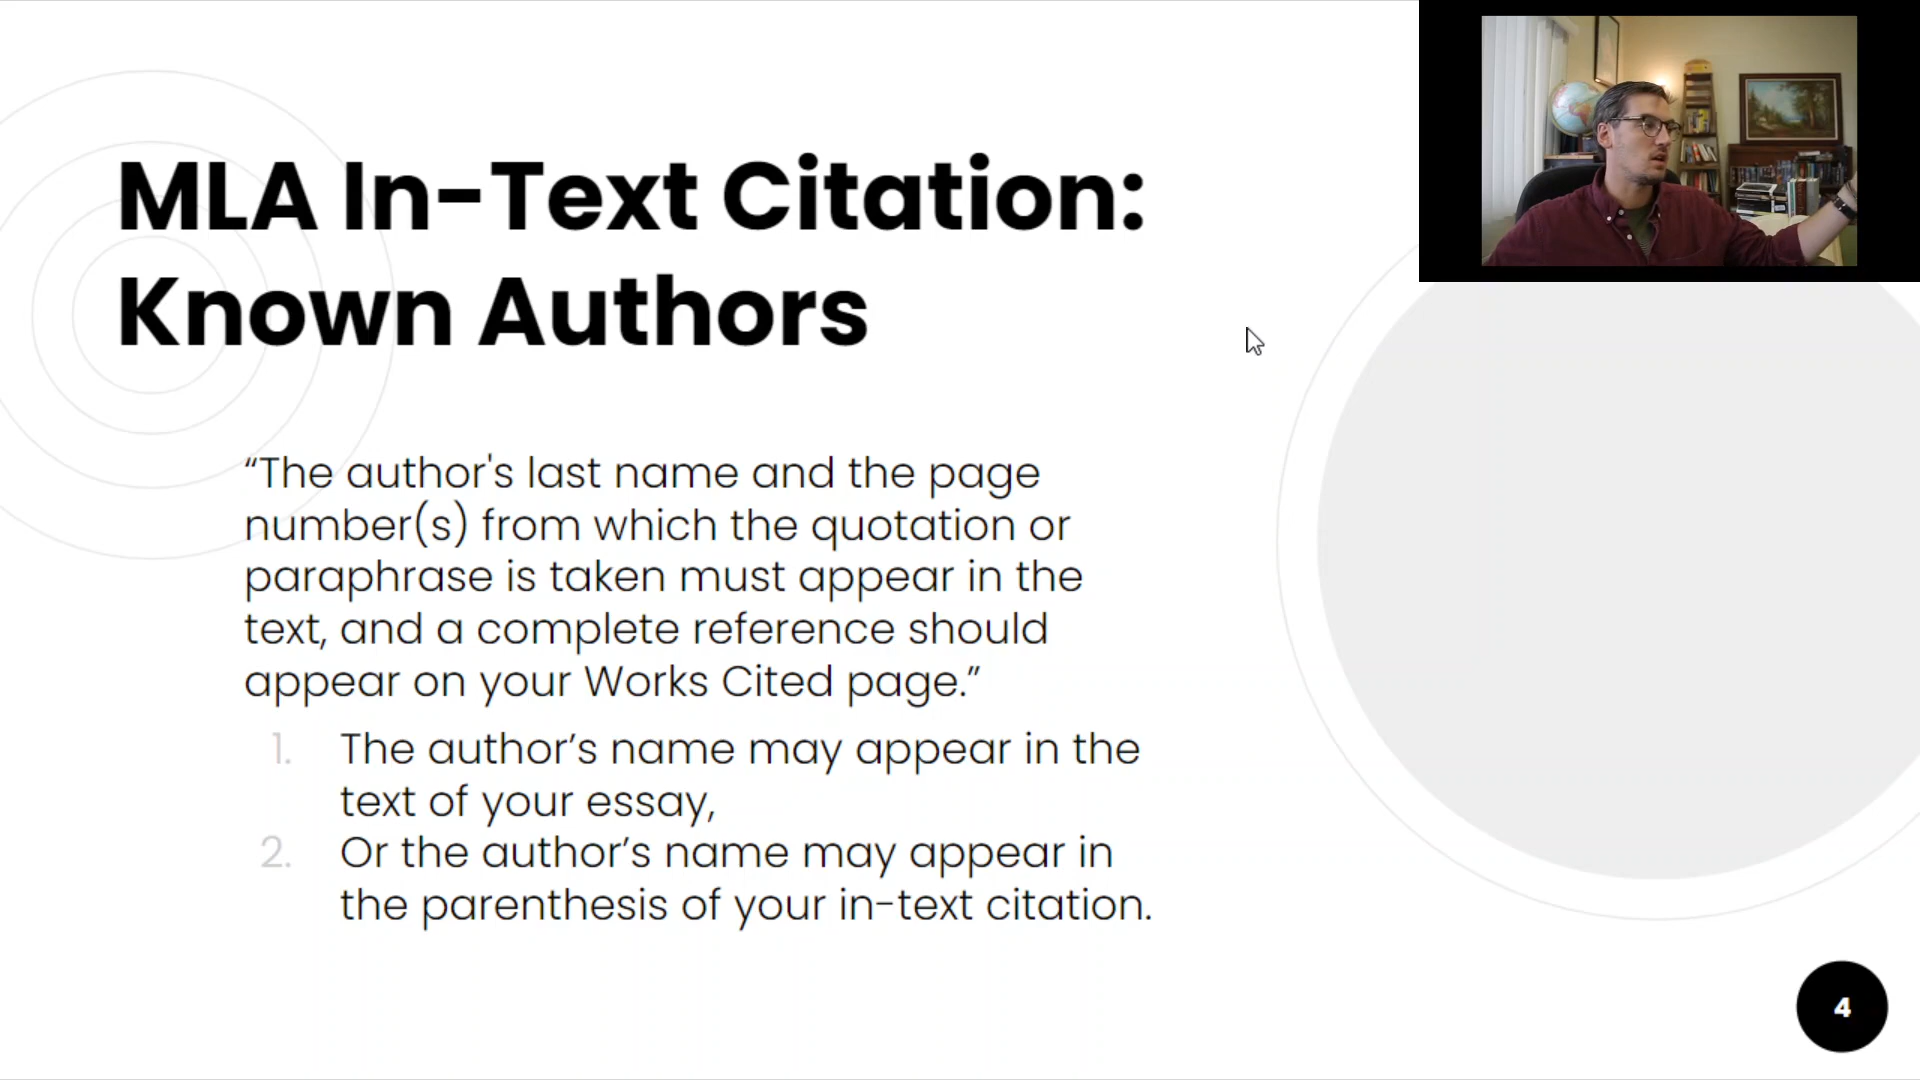 MLA In-Text Citation:
Known Authors
“The author's last name and the page
number(s) from which the quotation or
paraphrase is taken must appear in the
text, and a complete reference should
appear on your Works Cited page.”
1. The author’s name may appear in the
text of your essay,
2. Or the author’s name may appear in
the parenthesis of your in-text citation.
4